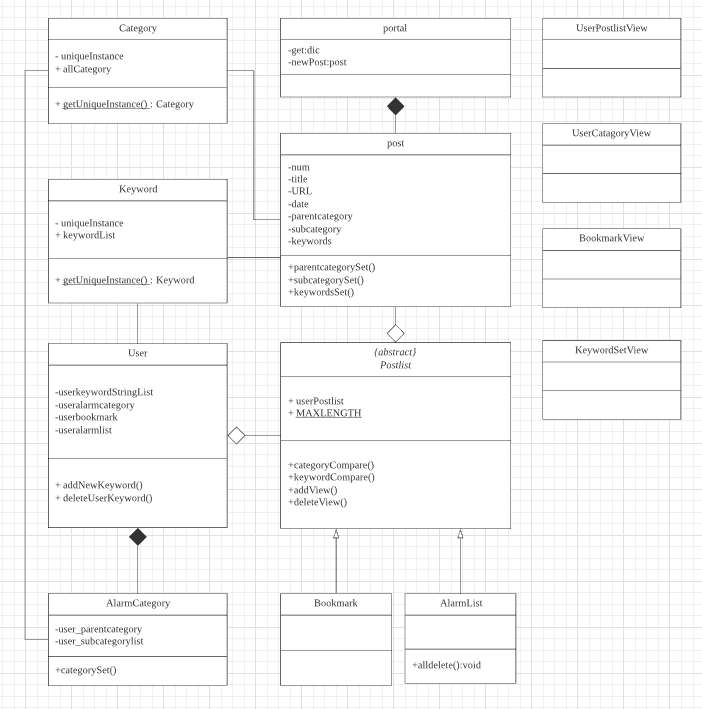 Category
- uniqueInstance
+ allCategory
+ getUniqueInstance() : Category
portal
-get:dic
-newPost:post
UserPostlistView
UserCatagoryView
post
-num
-title
-URL
-date
-parentcategory
-subcategory
-keywords
+parentcategorySet()
+subcategorySet()
+keywordsSet()
Keyword
- uniqueInstance
+ keywordList
+ getUniqueInstance() : Keyword
BookmarkView
KeywordSetView
User
-userkeywordStringList
-useralarmcategory
-userbookmark
-useralarmlist
+ addNewKeyword()
+ deleteUserKeyword()
{abstract}
Postlist
+ userPostlist
+ MAXLENGTH
+categoryCompare()
+keywordCompare()
+addView()
+deleteView()
AlarmCategory
-user_parentcategory
-user_subcategorylist
+categorySet()
Bookmark
AlarmList
+alldelete():void